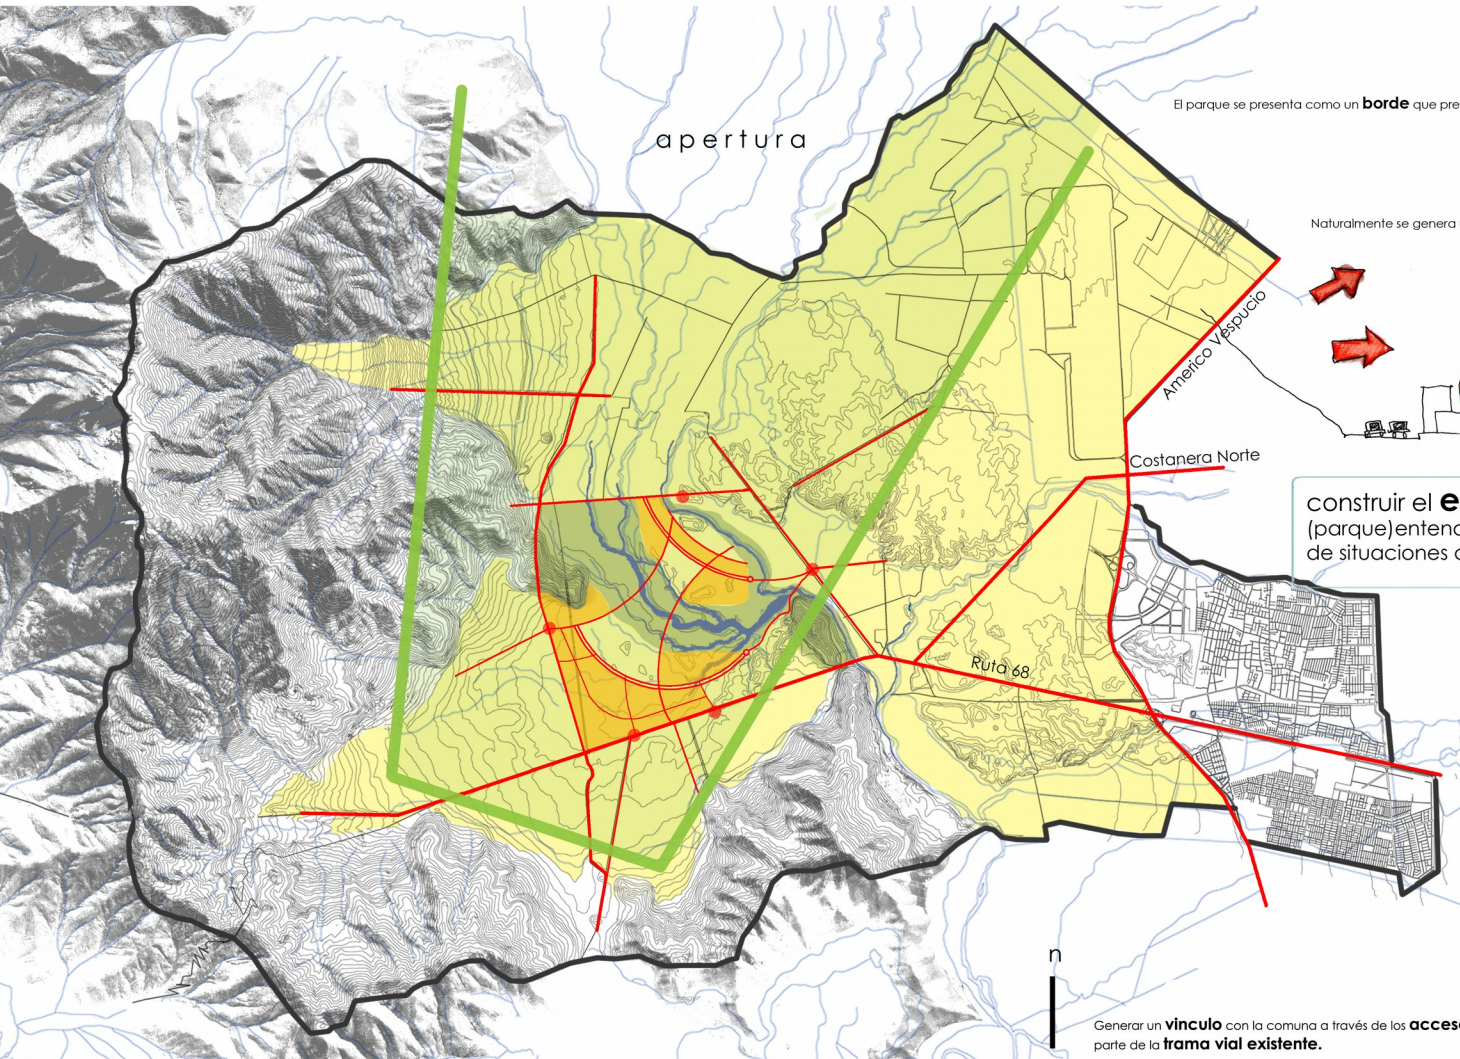 El parque se presenta como un borde que pre
apertura
Naturalmente se genera
Americo Vespucio
Costanera Norte
construir el e
(parque)entend
de situaciones
Ruta 68
n
Generar un vinculo con la comuna a través de los acceso
parte de la trama vial existente.